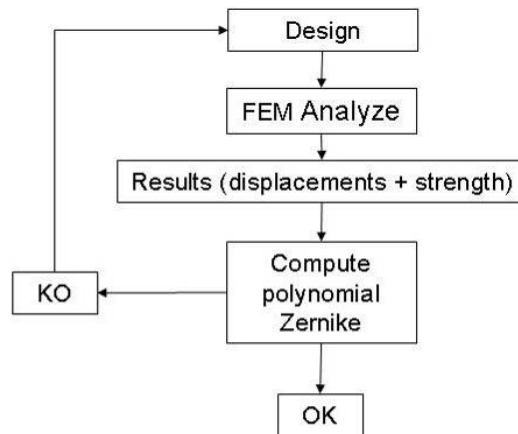 Design
FEM Analyze
Results (displacements + strength)
Compute
polynomial
Zernike
KO
OK